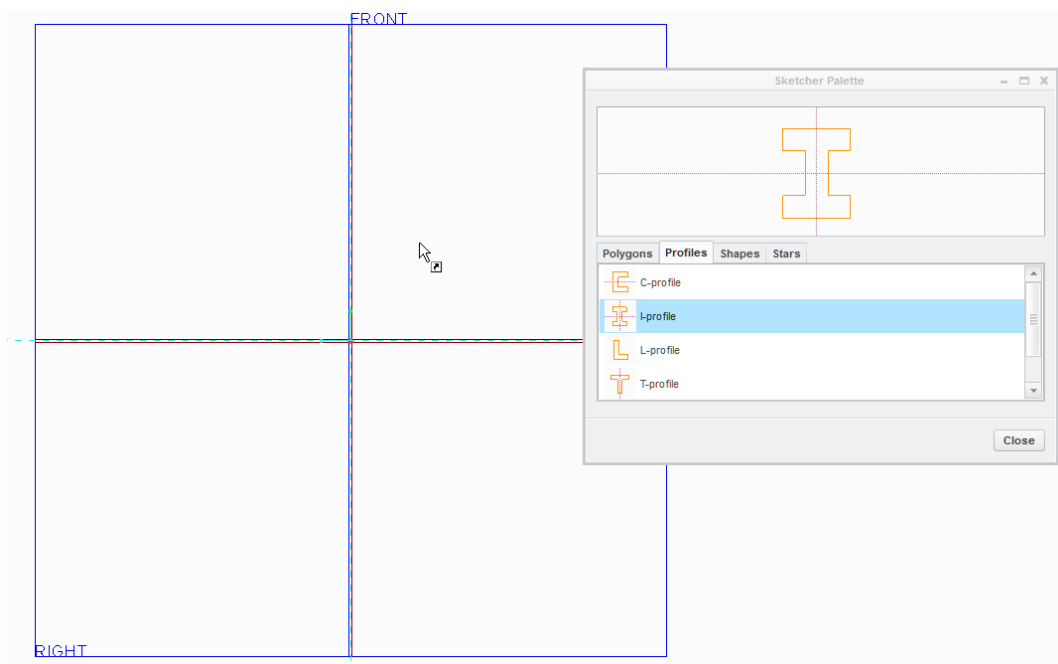 FRONT
Sketcher Palette
Polygons Profiles Shapes Stars
C-profile
I-profile
L-profile
T-profile
Close
RIGHT